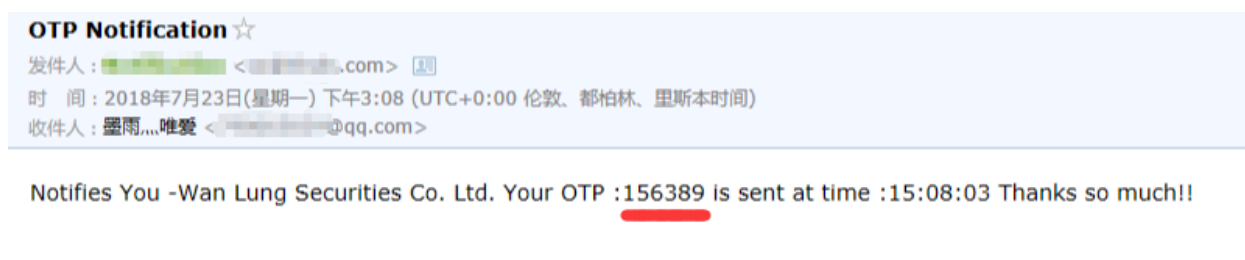 OTP Notification ☆
发件人： < .com>
时 间：2018年7月23日(星期一) 下午3:08 (UTC+0:00 伦敦、都柏林、里斯本时间)
收件人：墨雨灬唯爱 < @qq.com>
Notifies You -Wan Lung Securities Co. Ltd. Your OTP :156389 is sent at time :15:08:03 Thanks so much!!